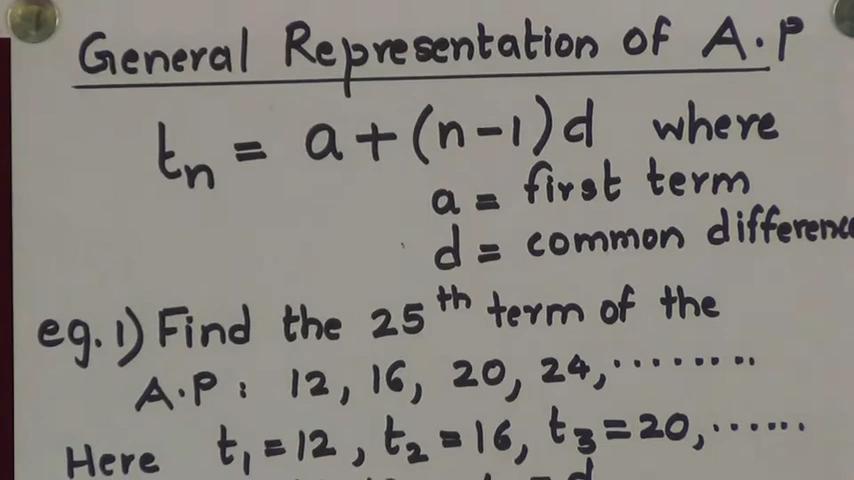 General Representation of A.P
tn = a+(n-1)d where
a = first term
d = common difference
eg.1) Find the 25th term of the
A.P : 12, 16, 20, 24,........
Here t1=12, t2=16, t3=20,......
= d